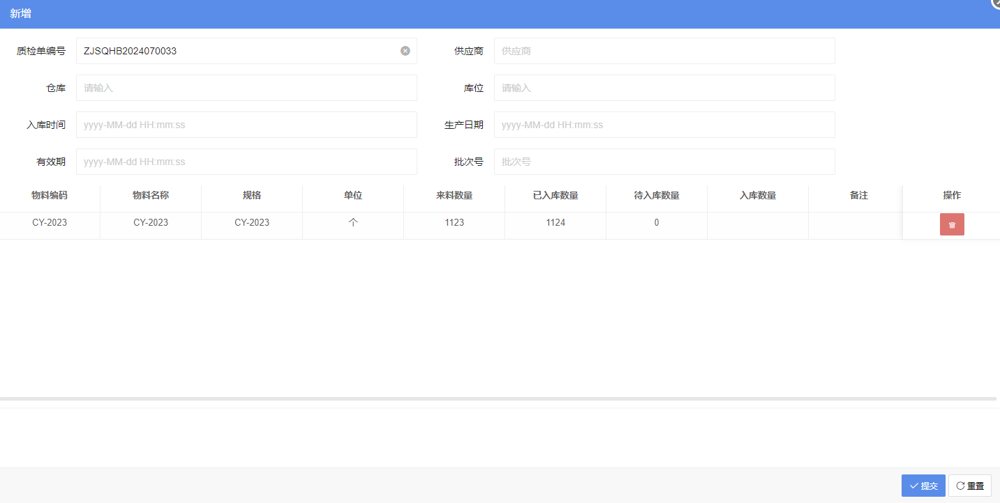 新增
质检单编号 ZJSQHB2024070033 供应商 供应商
仓库 请输入 库位 请输入
入库时间 yyyy-MM-dd HH:mm:ss 生产日期 yyyy-MM-dd HH:mm:ss
有效期 yyyy-MM-dd HH:mm:ss 批次号 批次号
物料编码 物料名称 规格 单位 来料数量 已入库数量 待入库数量 入库数量 备注 操作
CY-2023 CY-2023 CY-2023 个 1123 1124 0
提交 重置